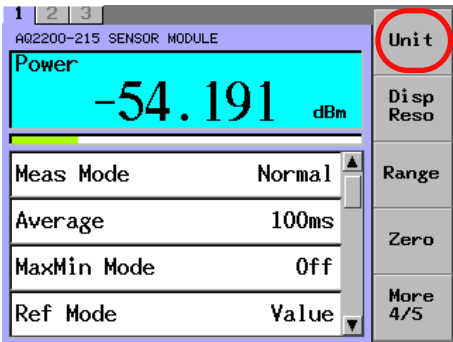 1 2 3
AQ2200-215 SENSOR MODULE
Power
-54.191 dBm
Meas Mode Normal
Average 100ms
MaxMin Mode Off
Ref Mode Value
Unit
Disp
Reso
Range
Zero
More
4/5